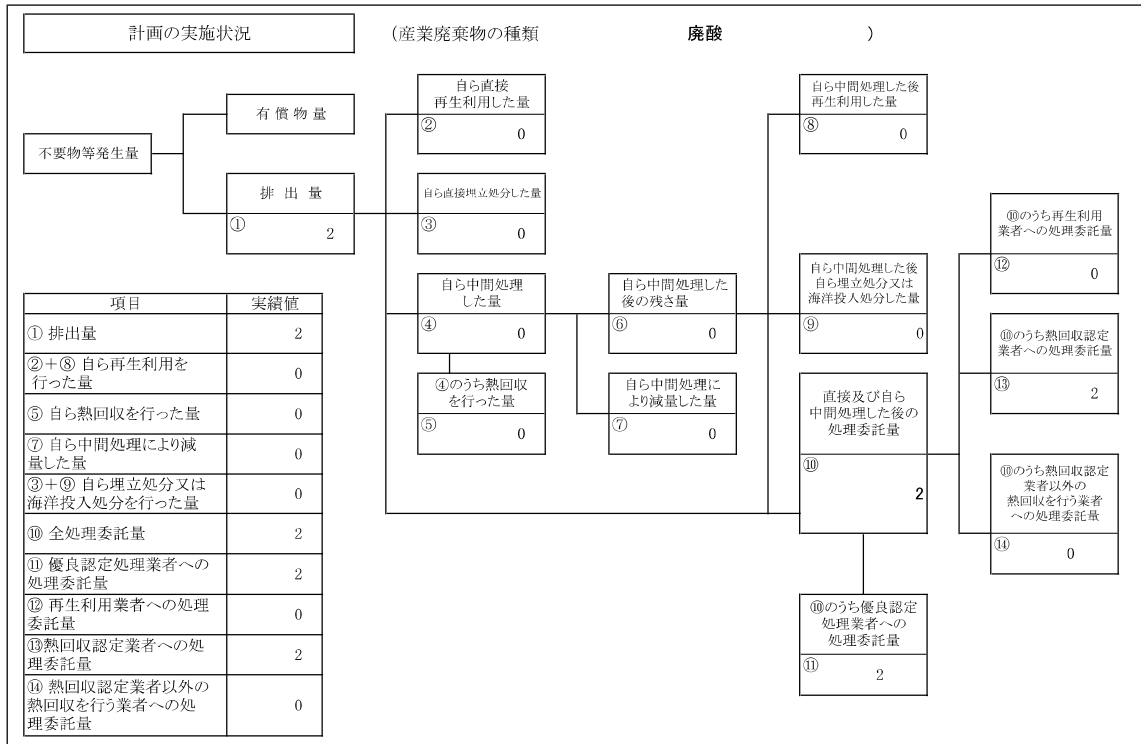 計画の実施状況
(産業廃棄物の種類　廃酸　)
不要物等発生量
有償物量
排出量
①
2
自ら直接
再生利用した量
②
0
自ら直接埋立処分した量
③
0
自ら中間処理
した量
④
0
④のうち熱回収
を行った量
⑤
0
自ら中間処理した
後の残さ量
⑥
0
自ら中間処理に
より減量した量
⑦
0
自ら中間処理した後
再生利用した量
⑧
0
自ら中間処理した後
自ら埋立処分又は
海洋投入処分した量
⑨
0
直接及び自ら
中間処理した後の
処理委託量
⑩
2
⑩のうち優良認定
処理業者への
処理委託量
⑪
2
⑩のうち再生利用
業者への処理委託量
⑫
0
⑩のうち熱回収認定
業者への処理委託量
⑬
2
⑩のうち熱回収認定
業者以外の
熱回収を行う業者
への処理委託量
⑭
0
項目 実績値
① 排出量 2
②+⑧ 自ら再生利用を
行った量 0
⑤ 自ら熱回収を行った量 0
⑦ 自ら中間処理により減
量した量 0
③+⑨ 自ら埋立処分又は
海洋投入処分を行った量 0
⑩ 全処理委託量 2
⑪ 優良認定処理業者への
処理委託量 2
⑫ 再生利用業者への処理
委託量 0
⑬熱回収認定業者への処
理委託量 2
⑭ 熱回収認定業者以外の
熱回収を行う業者への処
理委託量 0